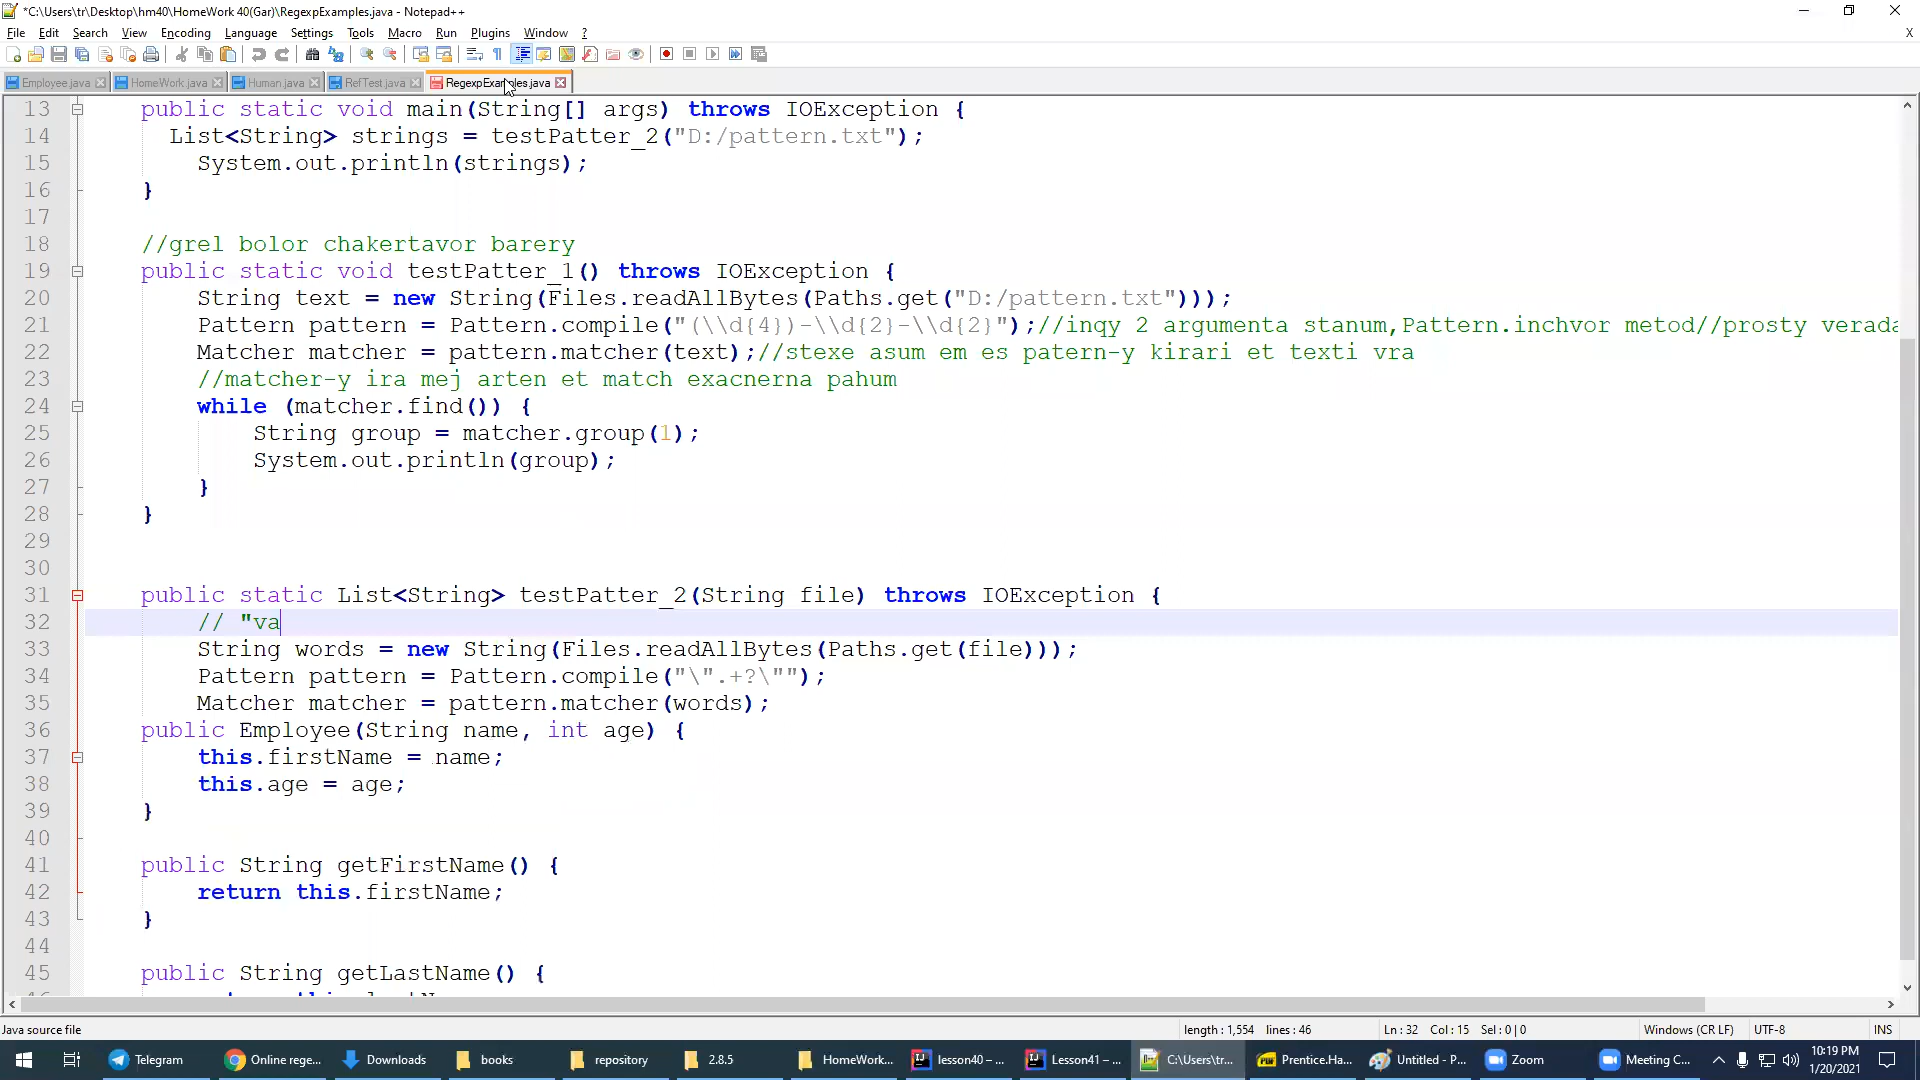 *C:\Users\tr\Desktop\hm40\HomeWork 40(Gar)\RegexpExamples.java - Notepad++
File Edit Search View Encoding Language Settings Tools Macro Run Plugins Window ? X
Employee.java HomeWork.java Human.java RefTest.java RegexpExamples.java
13 public static void main(String[] args) throws IOException {
14 List<String> strings = testPatter_2("D:/pattern.txt");
15 System.out.println(strings);
16 }
17
18 //grel bolor chakertavor barery
19 public static void testPatter_1() throws IOException {
20 String text = new String(Files.readAllBytes(Paths.get("D:/pattern.txt")));
21 Pattern pattern = Pattern.compile("(\\d{4})-\\d{2}-\\d{2}");//inqy 2 argumenta stanum,Pattern.inchvor metod//prosty verada
22 Matcher matcher = pattern.matcher(text);//stexe asum em es patern-y kirari et texti vra
23 //matcher-y ira mej arten et match exacnerna pahum
24 while (matcher.find()) {
25 String group = matcher.group(1);
26 System.out.println(group);
27 }
28 }
29
30
31 public static List<String> testPatter_2(String file) throws IOException {
32 // "va
33 String words = new String(Files.readAllBytes(Paths.get(file)));
34 Pattern pattern = Pattern.compile("\".+?\"");
35 Matcher matcher = pattern.matcher(words);
36 public Employee(String name, int age) {
37 this.firstName = name;
38 this.age = age;
39 }
40
41 public String getFirstName() {
42 return this.firstName;
43 }
44
45 public String getLastName() {
Java source file length : 1,554 lines : 46 Ln : 32 Col : 15 Sel : 0 | 0 Windows (CR LF) UTF-8 INS
Telegram Online rege... Downloads books repository 2.8.5 HomeWork... lesson40 – ... Lesson41 – ... C:\Users\tr... Prentice.Ha... Untitled - P... Zoom Meeting C... 10:19 PM
1/20/2021